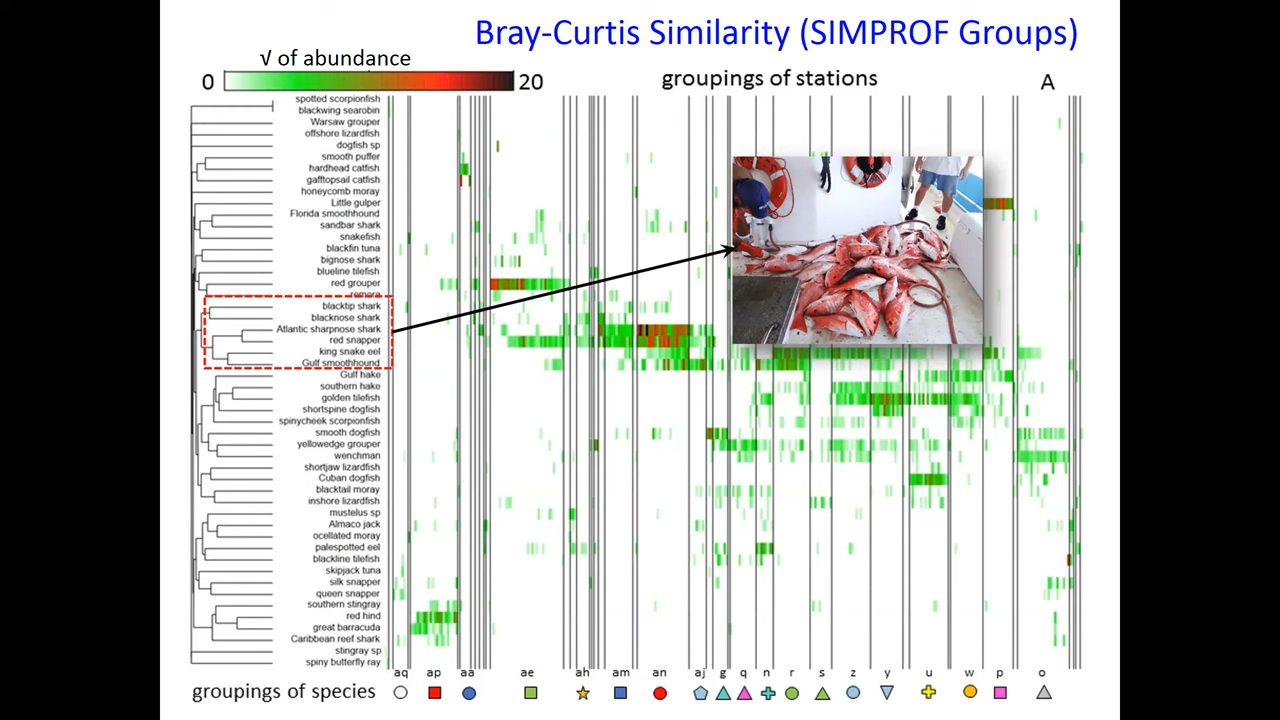 Bray-Curtis Similarity (SIMPROF Groups)
√ of abundance
0
20
groupings of stations
A
spotted scorpionfish
blackwing searobin
Warsaw grouper
offshore lizardfish
dogfish sp
smooth puffer
hardhead catfish
gafftopsail catfish
honeycomb moray
Little gulper
Florida smoothhound
sandbar shark
snakefish
blackfin tuna
bignose shark
blueline tilefish
red grouper
remora
blacktip shark
blacknose shark
Atlantic sharpnose shark
red snapper
king snake eel
Gulf smoothhound
Gulf hake
southern hake
golden tilefish
shortspine dogfish
spinycheek scorpionfish
smooth dogfish
yellowedge grouper
wenchman
shortjaw lizardfish
Cuban dogfish
blacktail moray
inshore lizardfish
mustelus sp
Almaco jack
ocellated moray
palespotted eel
blackline tilefish
skipjack tuna
silk snapper
queen snapper
southern stingray
red hind
great barracuda
Caribbean reef shark
stingray sp
spiny butterfly ray
aq ap aa ae ah am an aj g q n r s z y u w p o
groupings of species